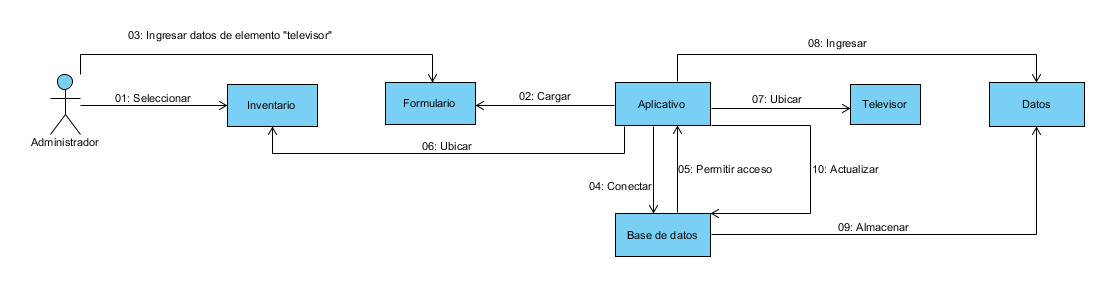 03: Ingresar datos de elemento "televisor"
08: Ingresar
01: Seleccionar
Inventario
Formulario
02: Cargar
Aplicativo
07: Ubicar
Televisor
Datos
Administrador
06: Ubicar
04: Conectar
05: Permitir acceso
10: Actualizar
Base de datos
09: Almacenar